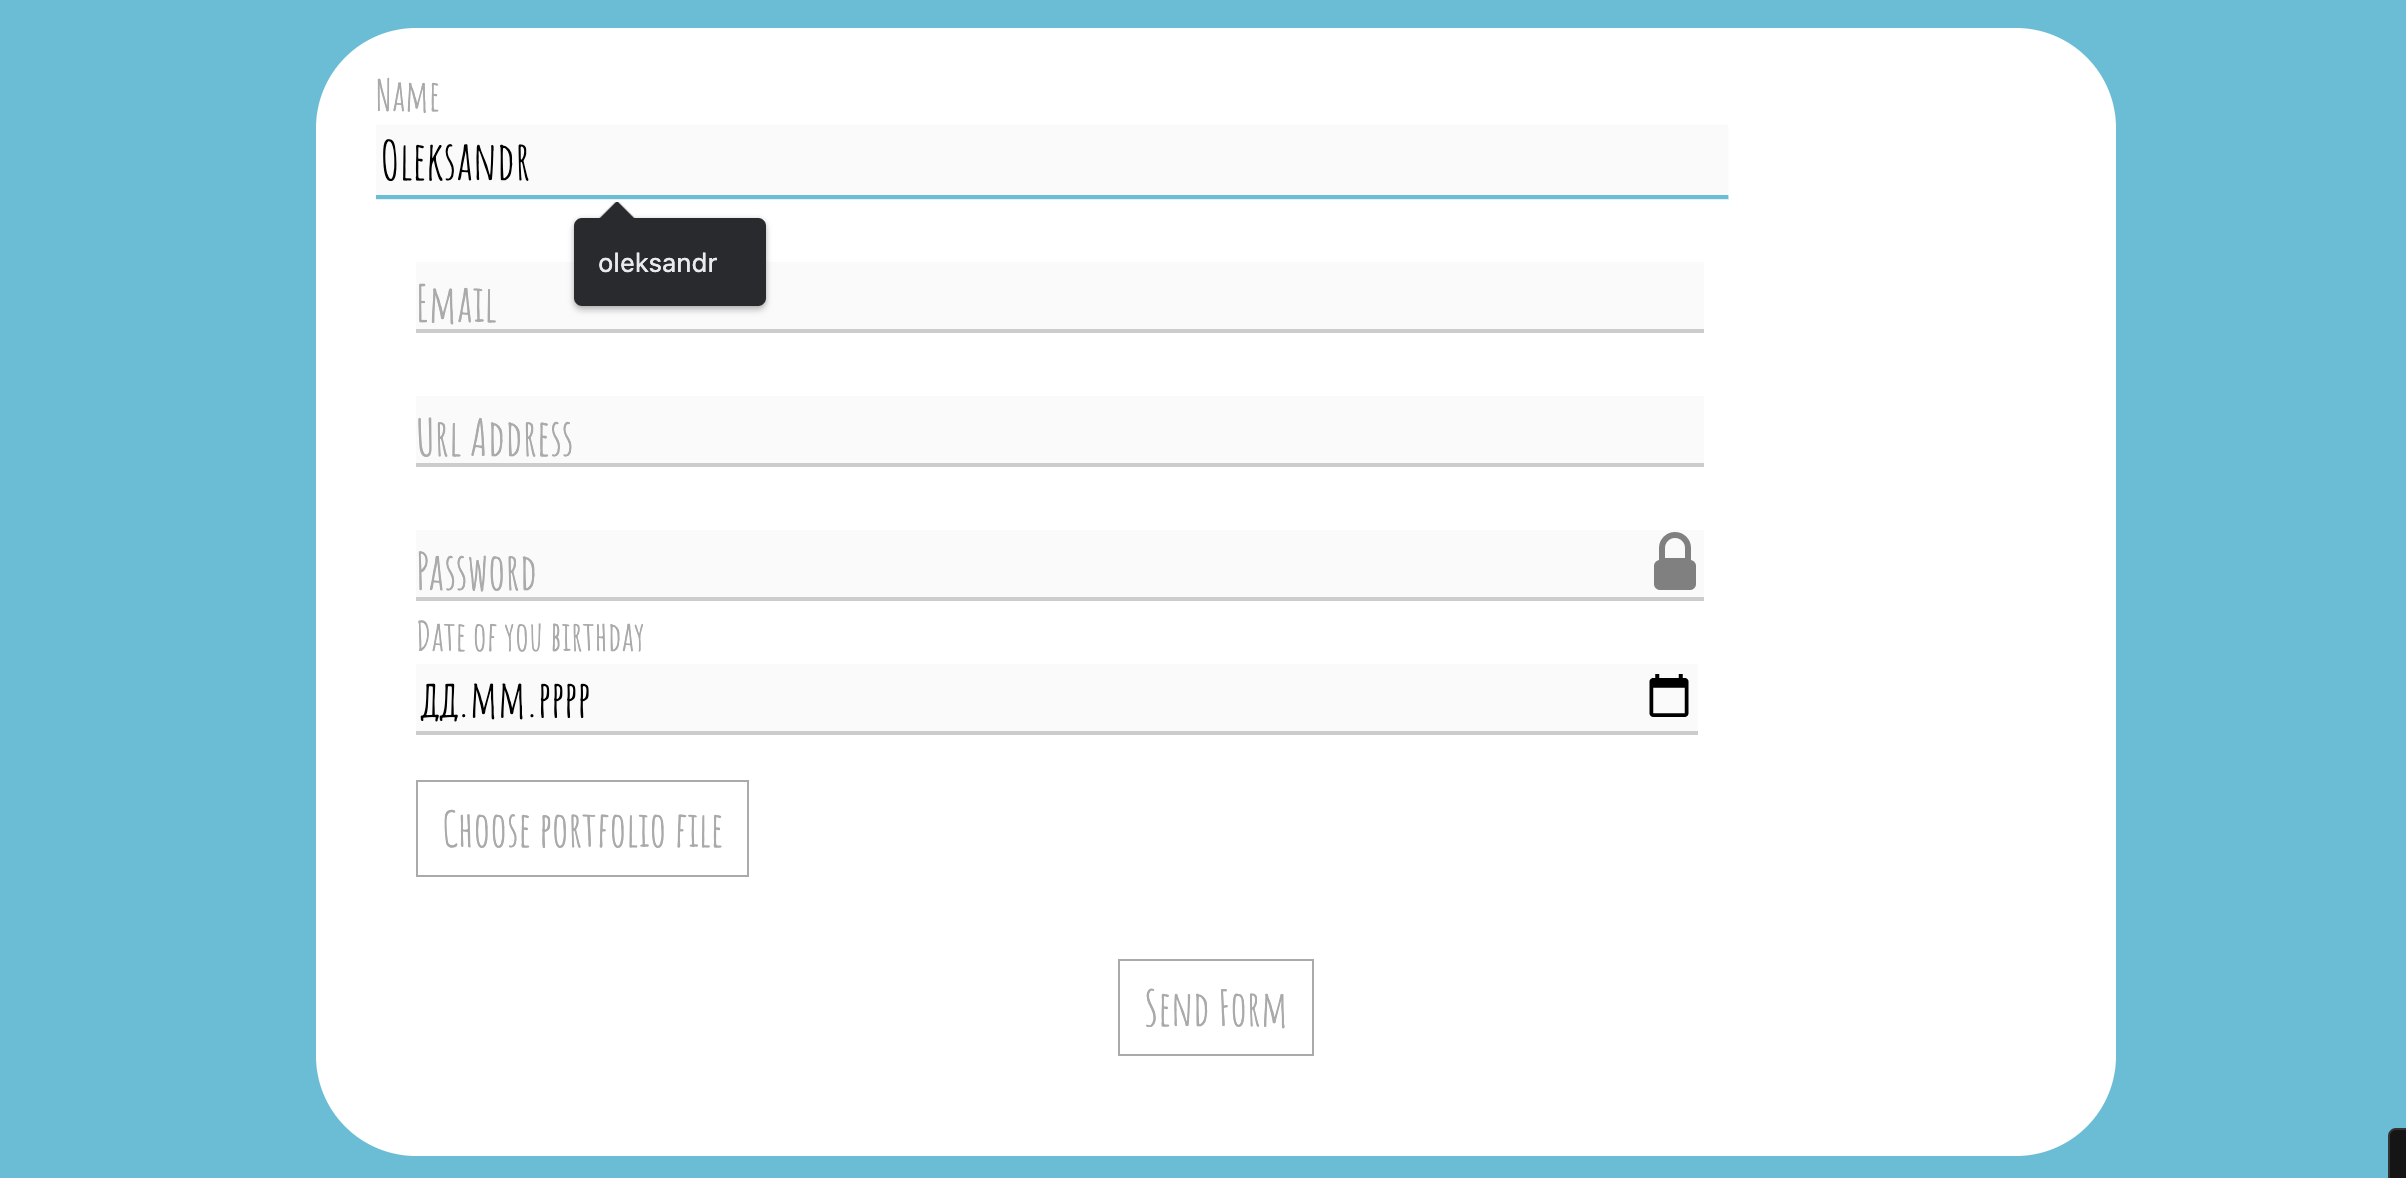 Name
Oleksandr
oleksandr
Email
Url Address
Password
Date of you birthday
дд.мм.рррр
Choose portfolio file
Send Form